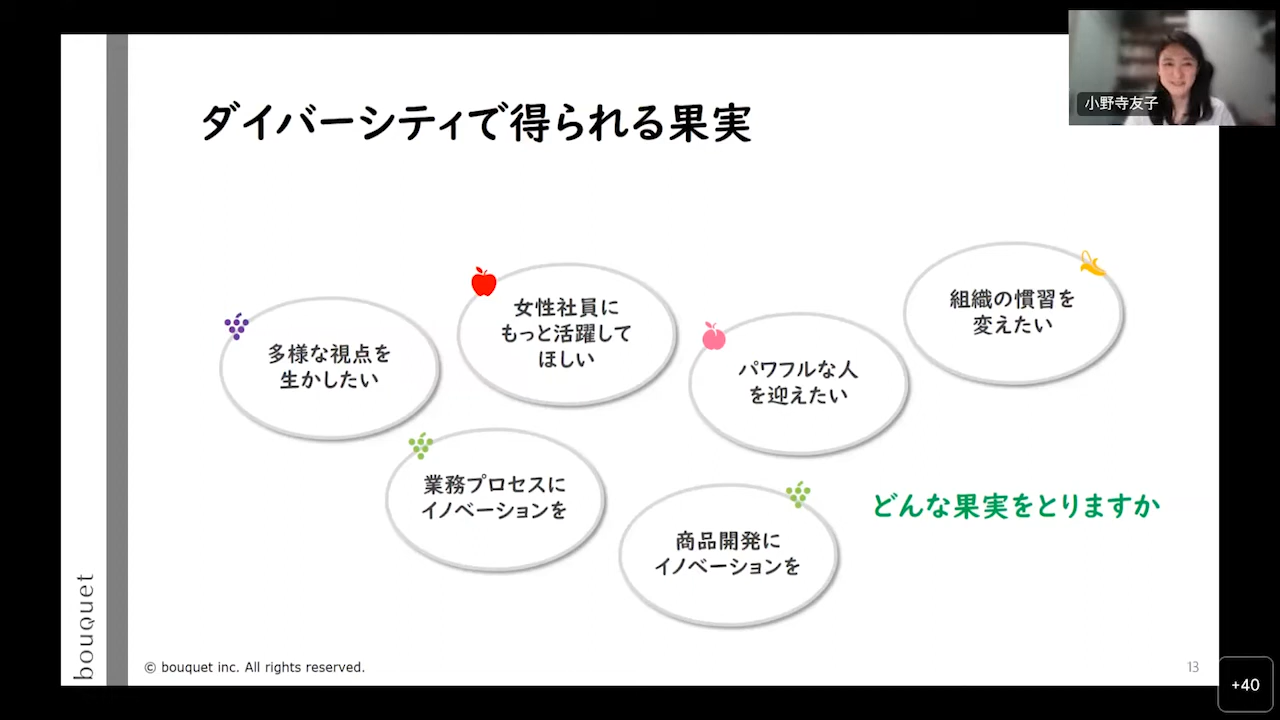 ダイバーシティで得られる果実
小野寺友子
多様な視点を
生かしたい
女性社員に
もっと活躍して
ほしい
パワフルな人
を迎えたい
組織の慣習を
変えたい
業務プロセスに
イノベーションを
商品開発に
イノベーションを
どんな果実をとりますか
bouquet
© bouquet inc. All rights reserved.
13
+40